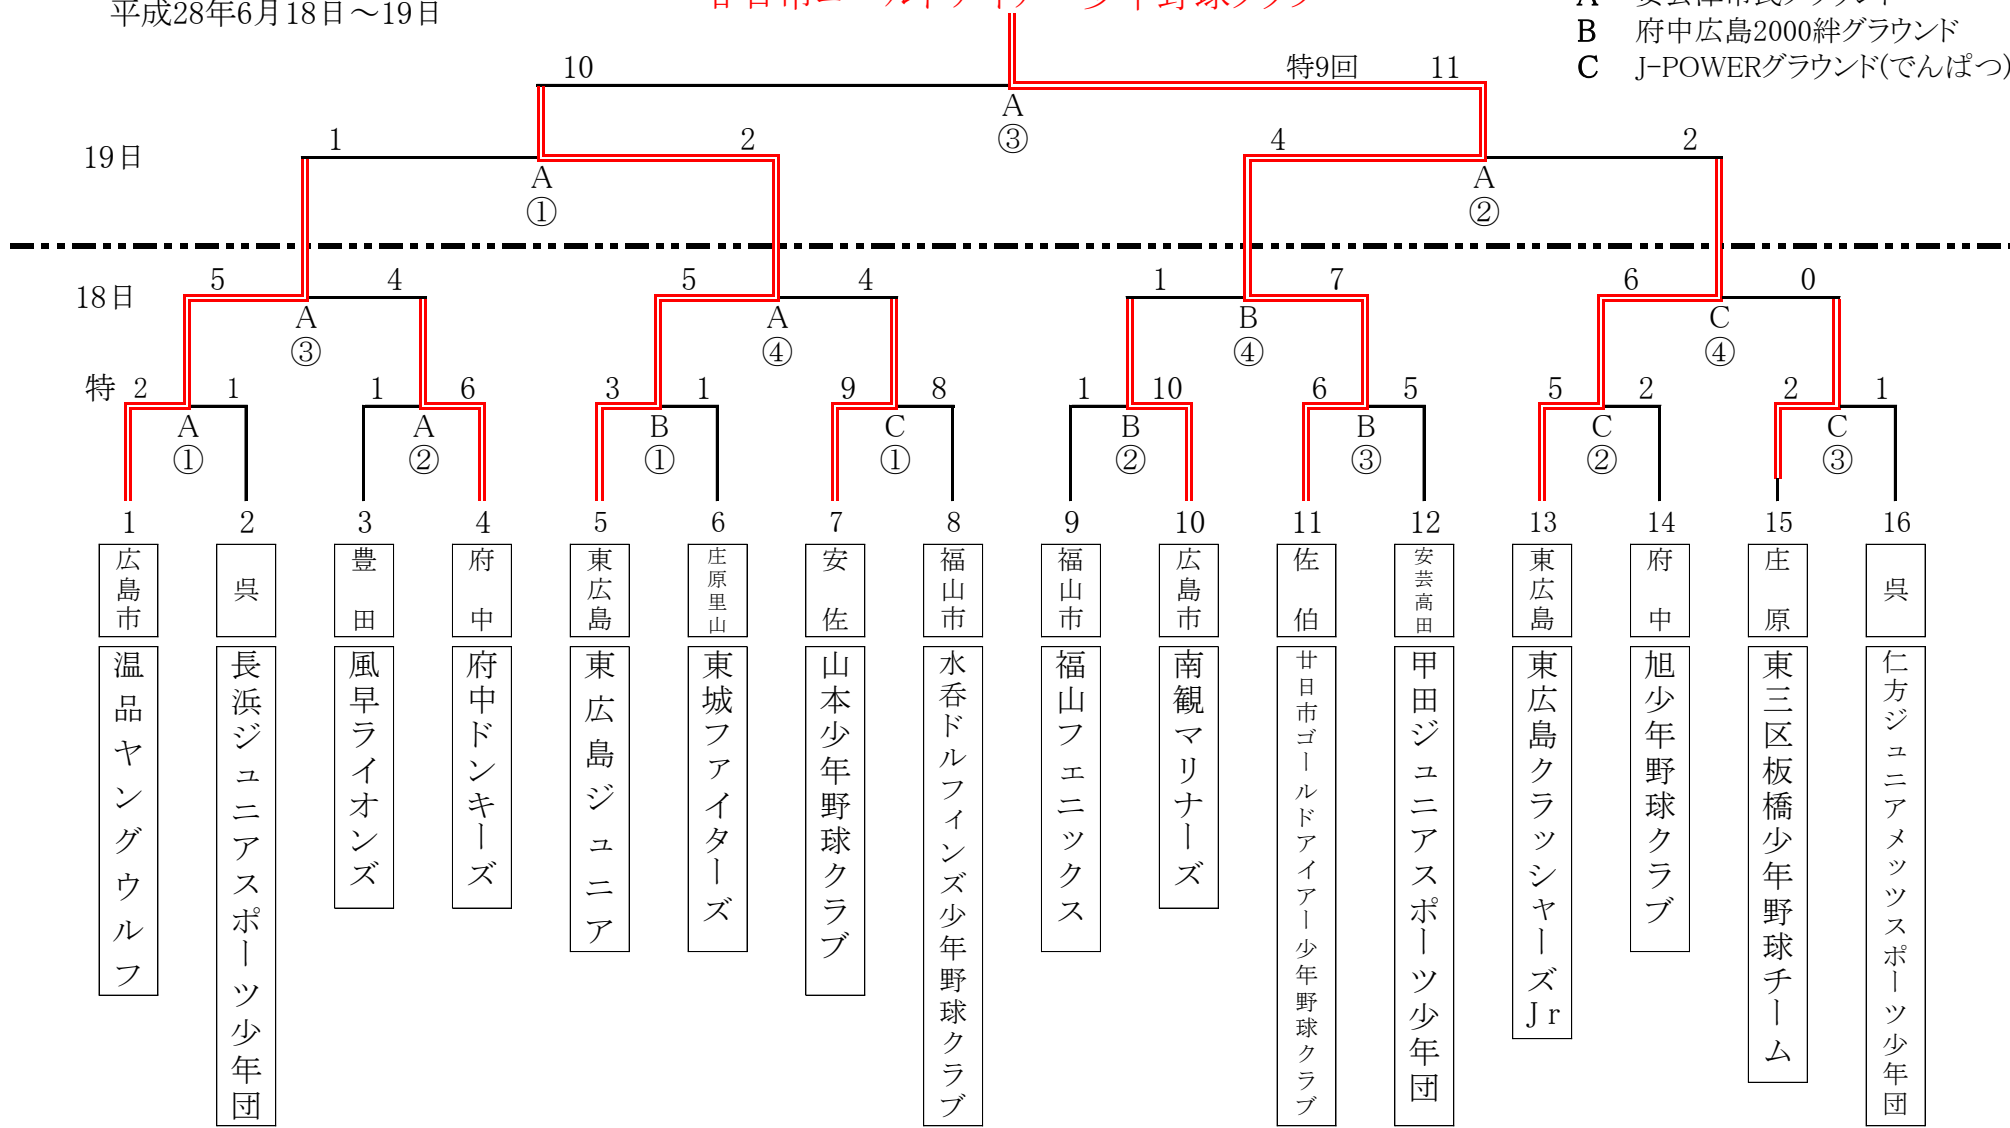 平成28年6月18日～19日
B 府中広島2000絆グラウンド
C J-POWERグラウンド(でんぱつ)
10 特9回 11
A
③
19日
1 2 4 2
A A
① ②
18日
5 4 5 4 1 7 6 0
A A B C
③ ④ ④ ④
特 2 1 1 6 3 1 9 8 1 10 6 5 5 2 2 1
A A B C B B C C
① ② ① ① ② ③ ② ③
1 2 3 4 5 6 7 8 9 10 11 12 13 14 15 16
広島市
呉
豊田
府中
東広島
庄原里山
安佐
福山市
福山市
広島市
佐伯
安芸高田
東広島
府中
庄原
呉
温品ヤングウルフ
長浜ジュニアスポーツ少年団
風早ライオンズ
府中ドンキーズ
東広島ジュニア
東城ファイターズ
山本少年野球クラブ
水呑ドルフィンズ少年野球クラブ
福山フェニックス
南観マリナーズ
廿日市ゴールドアイアー少年野球クラブ
甲田ジュニアスポーツ少年団
東広島クラッシャーズJr
旭少年野球クラブ
東三区板橋少年野球チーム
仁方ジュニアメッツスポーツ少年団